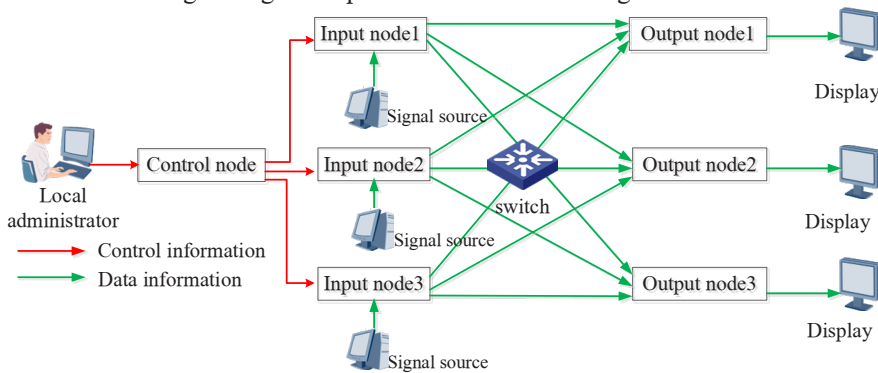 Input node1
Output node1
Signal source
Display
Control node
Input node2
Output node2
Local
administrator
switch
Signal source
Display
Control information
Data information
Input node3
Output node3
Signal source
Display